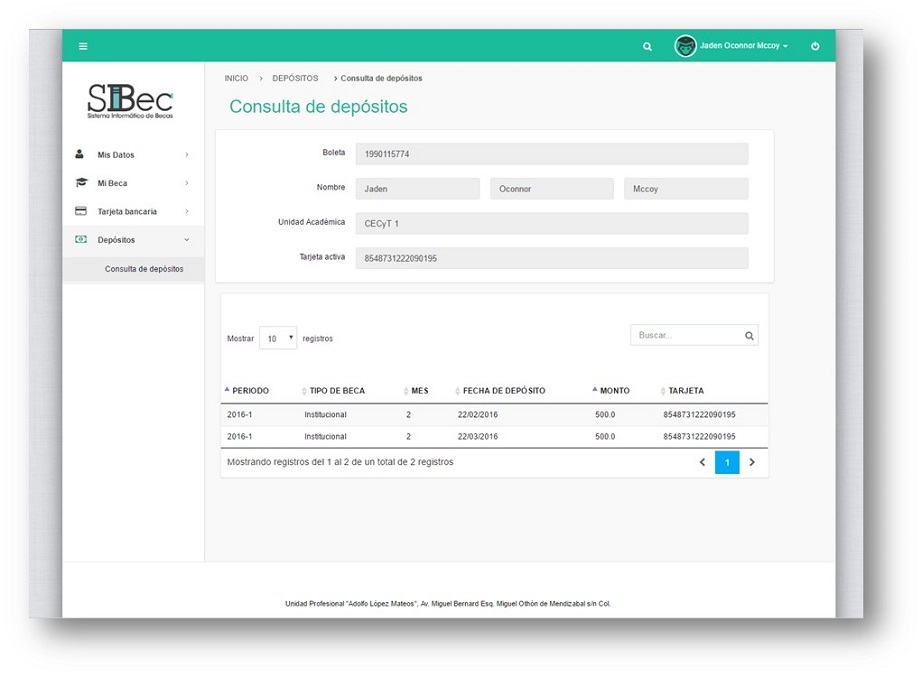 Jaden Oconnor Mccoy
SIBec
Sistema Informático de Becas
Mis Datos
Mi Beca
Tarjeta bancaria
Depósitos
Consulta de depósitos
INICIO > DEPÓSITOS > Consulta de depósitos
Consulta de depósitos
Boleta 1990115774
Nombre Jaden Oconnor Mccoy
Unidad Académica CECyT 1
Tarjeta activa 8548731222090195
Mostrar 10 registros Buscar...
PERIODO TIPO DE BECA MES FECHA DE DEPÓSITO MONTO TARJETA
2016-1 Institucional 2 22/02/2016 500.0 8548731222090195
2016-1 Institucional 2 22/03/2016 500.0 8548731222090195
Mostrando registros del 1 al 2 de un total de 2 registros 1
Unidad Profesional "Adolfo López Mateos", Av. Miguel Bernard Esq. Miguel Othón de Mendizabal s/n Col.